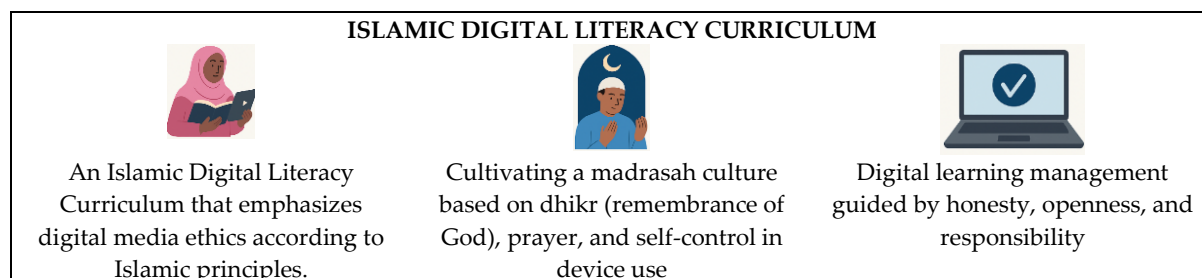 ISLAMIC DIGITAL LITERACY CURRICULUM
An Islamic Digital Literacy
Curriculum that emphasizes
digital media ethics according to
Islamic principles.
Cultivating a madrasah culture
based on dhikr (remembrance of
God), prayer, and self-control in
device use
Digital learning management
guided by honesty, openness, and
responsibility